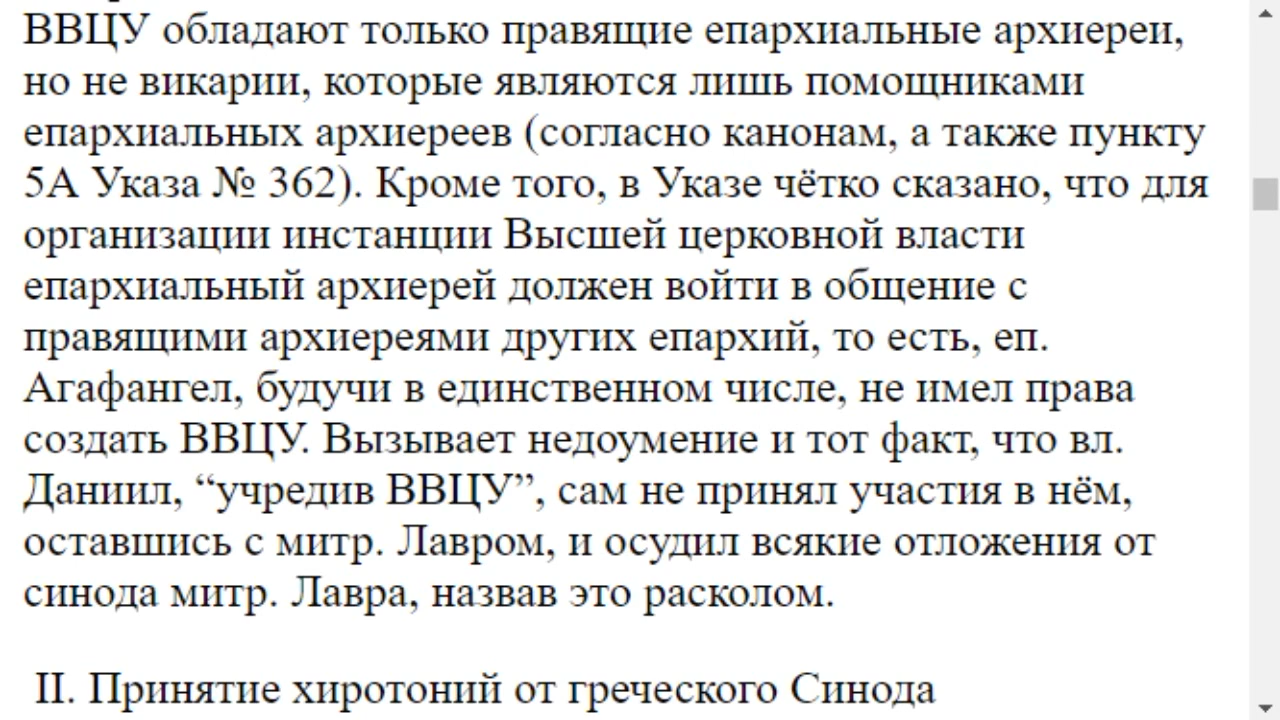 ВВЦУ обладают только правящие епархиальные архиереи,
но не викарии, которые являются лишь помощниками
епархиальных архиереев (согласно канонам, а также пункту
5А Указа № 362). Кроме того, в Указе чётко сказано, что для
организации инстанции Высшей церковной власти
епархиальный архиерей должен войти в общение с
правящими архиереями других епархий, то есть, еп.
Агафангел, будучи в единственном числе, не имел права
создать ВВЦУ. Вызывает недоумение и тот факт, что вл.
Даниил, “учредив ВВЦУ”, сам не принял участия в нём,
оставшись с митр. Лавром, и осудил всякие отложения от
синода митр. Лавра, назвав это расколом.
II. Принятие хиротоний от греческого Синода